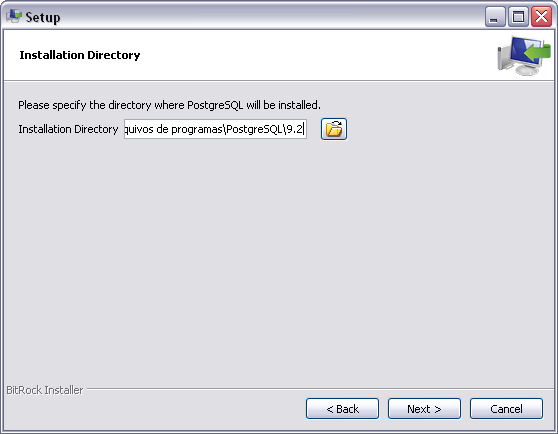 Setup
Installation Directory
Please specify the directory where PostgreSQL will be installed.
Installation Directory quivos de programas\PostgreSQL\9.2
BitRock Installer
< Back Next > Cancel